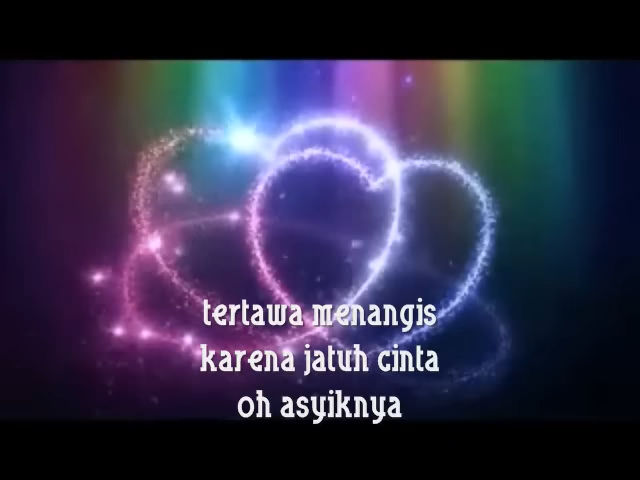 tertawa menangis
karena jatuh cinta
oh asyiknya